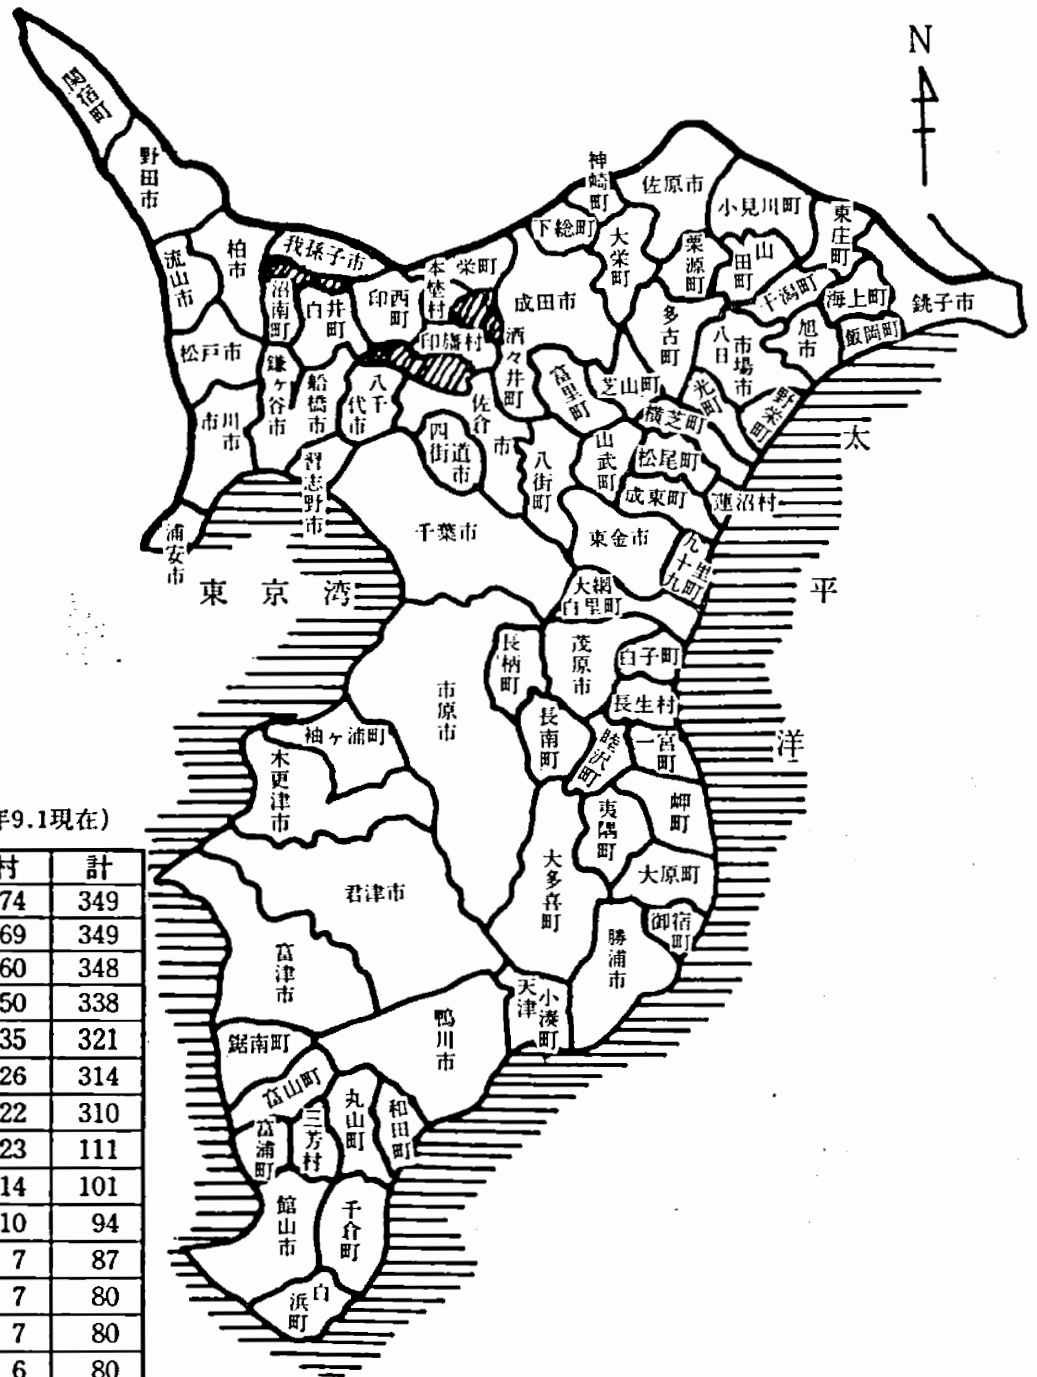 N
関宿町
野田市
柏市
流山市
我孫子市
沼南町
白井町
印西町
本埜村
栄町
印旛村
松戸市
鎌ヶ谷市
船橋市
八千代市
市川市
習志野市
浦安市
神崎町
下総町
大栄町
成田市
佐原市
小見川町
栗源町
山田町
東庄町
干潟町
海上町
銚子市
飯岡町
旭市
八日市場市
多古町
野栄町
光町
芝山町
横芝町
富里町
酒々井町
佐倉市
四街道市
八街町
山武町
松尾町
成東町
蓮沼村
千葉市
東金市
九十九里町
大網白里町
東京湾
太平洋
長柄町
茂原市
白子町
長生村
市原市
長南町
睦沢町
一宮町
袖ヶ浦町
木更津市
岬町
夷隅町
大多喜町
大原町
御宿町
勝浦市
君津市
富津市
天津小湊町
鴨川市
鋸南町
富山町
丸山町
和田町
富浦町
三芳村
館山市
千倉町
白浜町
年9.1現在)
村 計
74 349
69 349
60 348
50 338
35 321
26 314
22 310
23 111
14 101
10 94
7 87
7 80
7 80
6 80